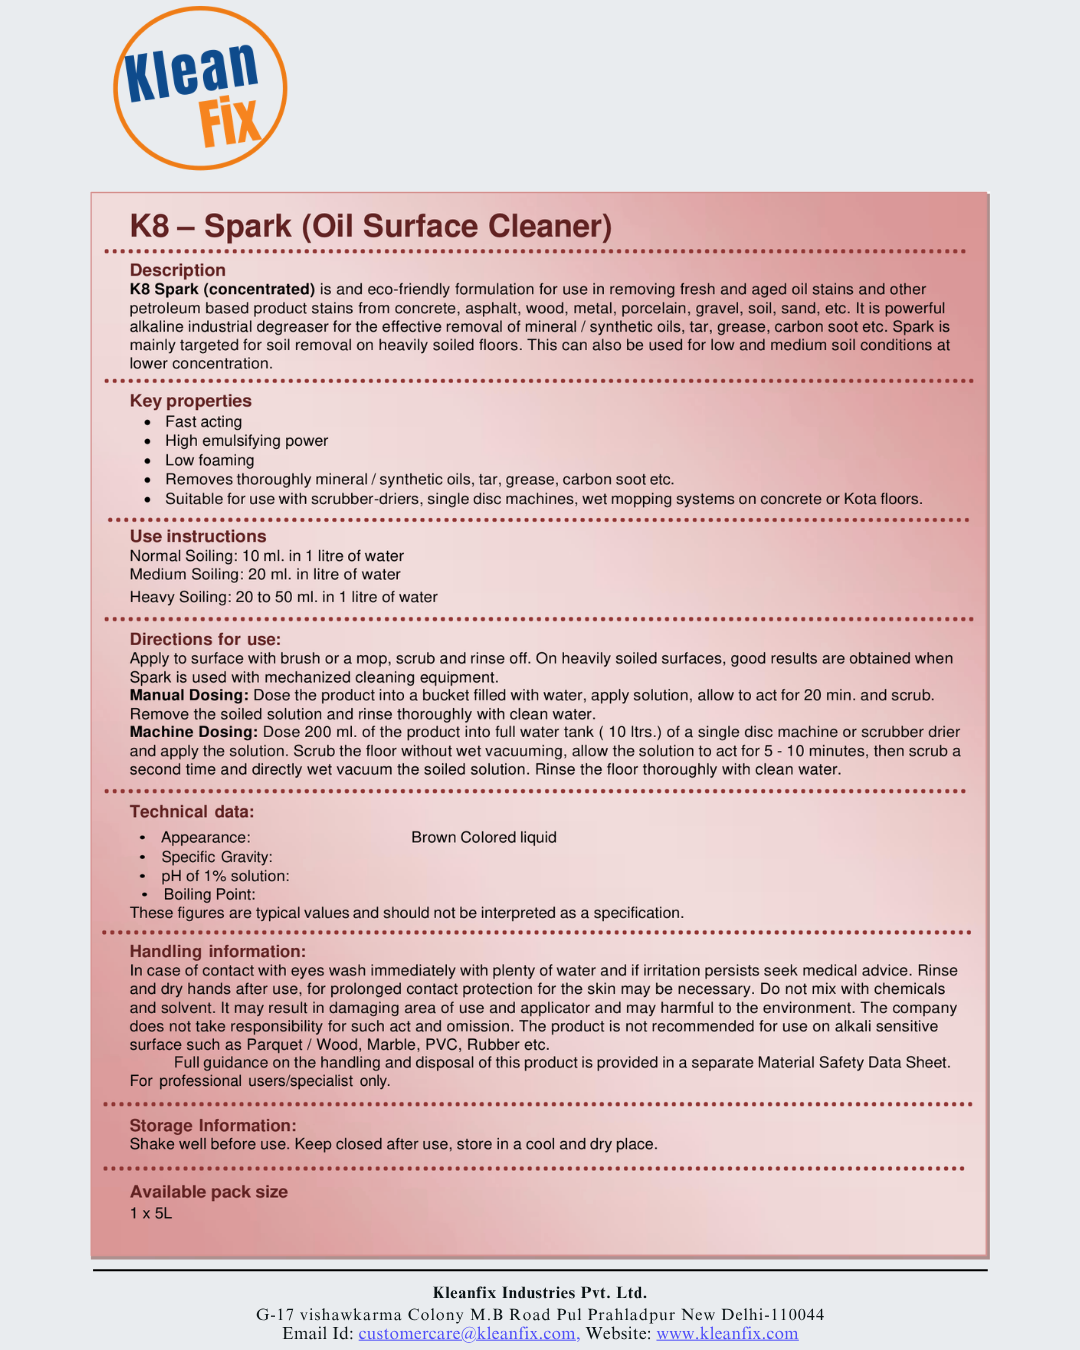 Klean
Fix
K8 – Spark (Oil Surface Cleaner)
Description
K8 Spark (concentrated) is and eco-friendly formulation for use in removing fresh and aged oil stains and other
petroleum based product stains from concrete, asphalt, wood, metal, porcelain, gravel, soil, sand, etc. It is powerful
alkaline industrial degreaser for the effective removal of mineral / synthetic oils, tar, grease, carbon soot etc. Spark is
mainly targeted for soil removal on heavily soiled floors. This can also be used for low and medium soil conditions at
lower concentration.
Key properties
• Fast acting
• High emulsifying power
• Low foaming
• Removes thoroughly mineral / synthetic oils, tar, grease, carbon soot etc.
• Suitable for use with scrubber-driers, single disc machines, wet mopping systems on concrete or Kota floors.
Use instructions
Normal Soiling: 10 ml. in 1 litre of water
Medium Soiling: 20 ml. in litre of water
Heavy Soiling: 20 to 50 ml. in 1 litre of water
Directions for use:
Apply to surface with brush or a mop, scrub and rinse off. On heavily soiled surfaces, good results are obtained when
Spark is used with mechanized cleaning equipment.
Manual Dosing: Dose the product into a bucket filled with water, apply solution, allow to act for 20 min. and scrub.
Remove the soiled solution and rinse thoroughly with clean water.
Machine Dosing: Dose 200 ml. of the product into full water tank ( 10 ltrs.) of a single disc machine or scrubber drier
and apply the solution. Scrub the floor without wet vacuuming, allow the solution to act for 5 - 10 minutes, then scrub a
second time and directly wet vacuum the soiled solution. Rinse the floor thoroughly with clean water.
Technical data:
• Appearance: Brown Colored liquid
• Specific Gravity:
• pH of 1% solution:
• Boiling Point:
These figures are typical values and should not be interpreted as a specification.
Handling information:
In case of contact with eyes wash immediately with plenty of water and if irritation persists seek medical advice. Rinse
and dry hands after use, for prolonged contact protection for the skin may be necessary. Do not mix with chemicals
and solvent. It may result in damaging area of use and applicator and may harmful to the environment. The company
does not take responsibility for such act and omission. The product is not recommended for use on alkali sensitive
surface such as Parquet / Wood, Marble, PVC, Rubber etc.
Full guidance on the handling and disposal of this product is provided in a separate Material Safety Data Sheet.
For professional users/specialist only.
Storage Information:
Shake well before use. Keep closed after use, store in a cool and dry place.
Available pack size
1 x 5L
Kleanfix Industries Pvt. Ltd.
G-17 vishawkarma Colony M.B Road Pul Prahladpur New Delhi-110044
Email Id: customercare@kleanfix.com, Website: www.kleanfix.com